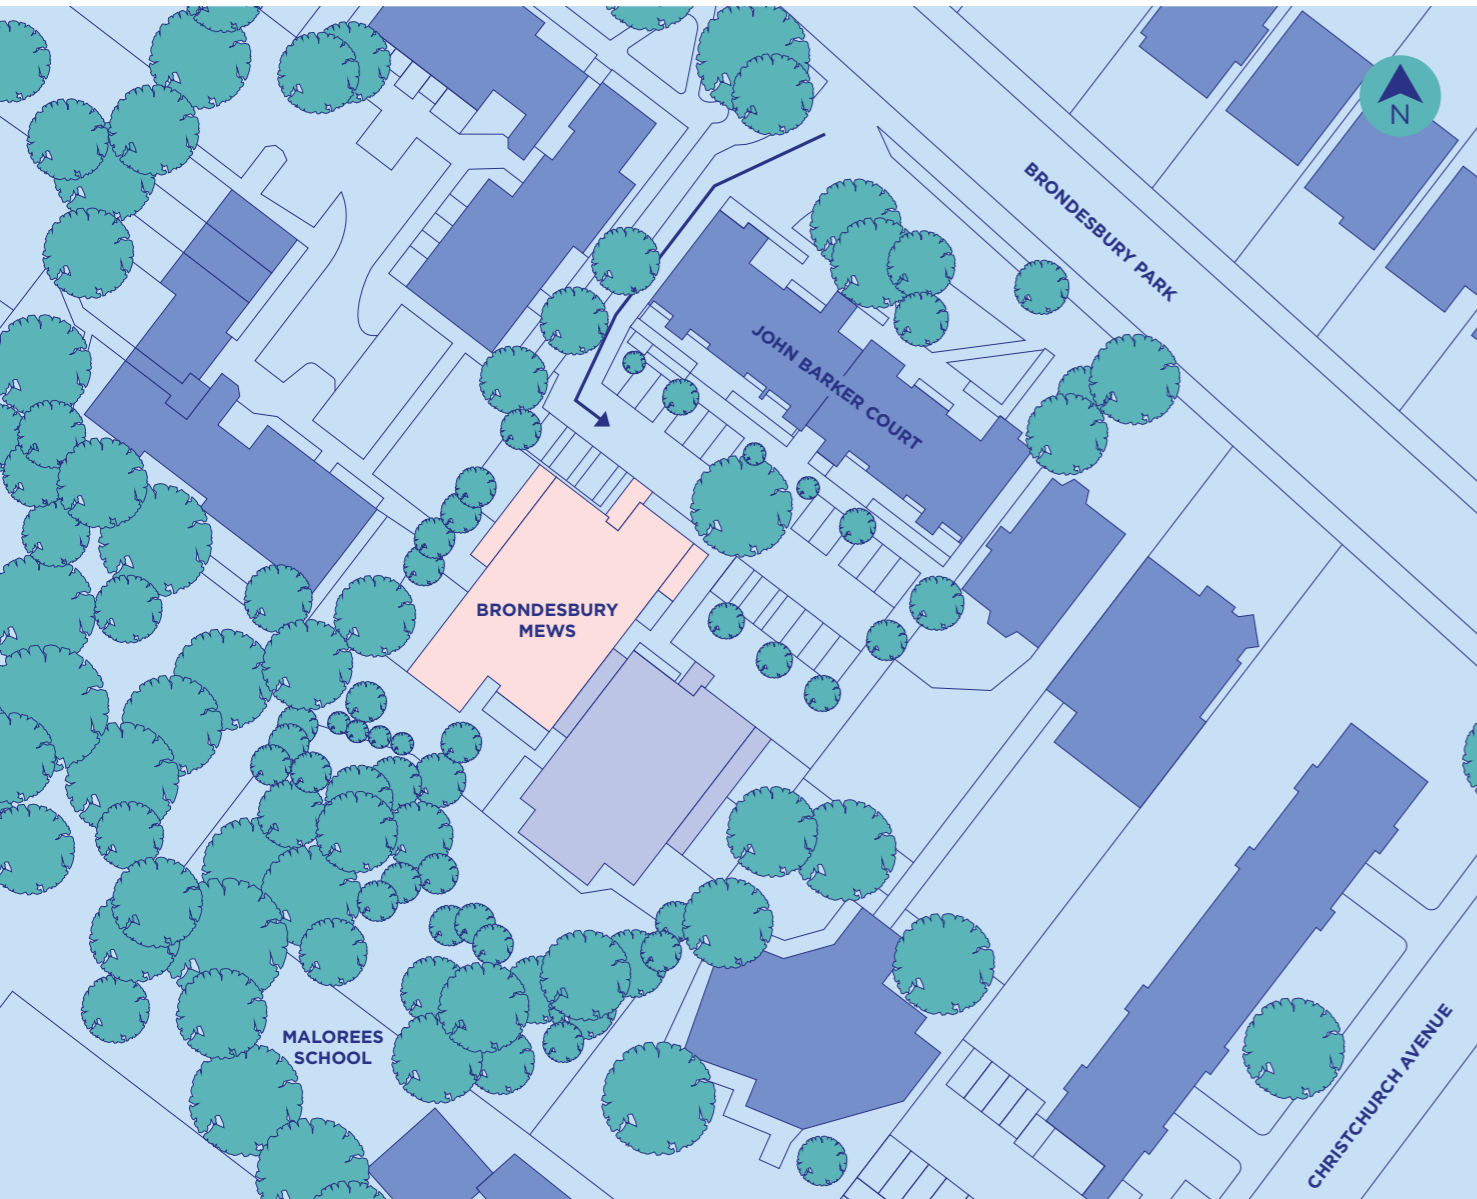 N
BRONDESBURY PARK
JOHN BARKER COURT
BRONDESBURY
MEWS
MALOREES
SCHOOL
CHRISTCHURCH AVENUE